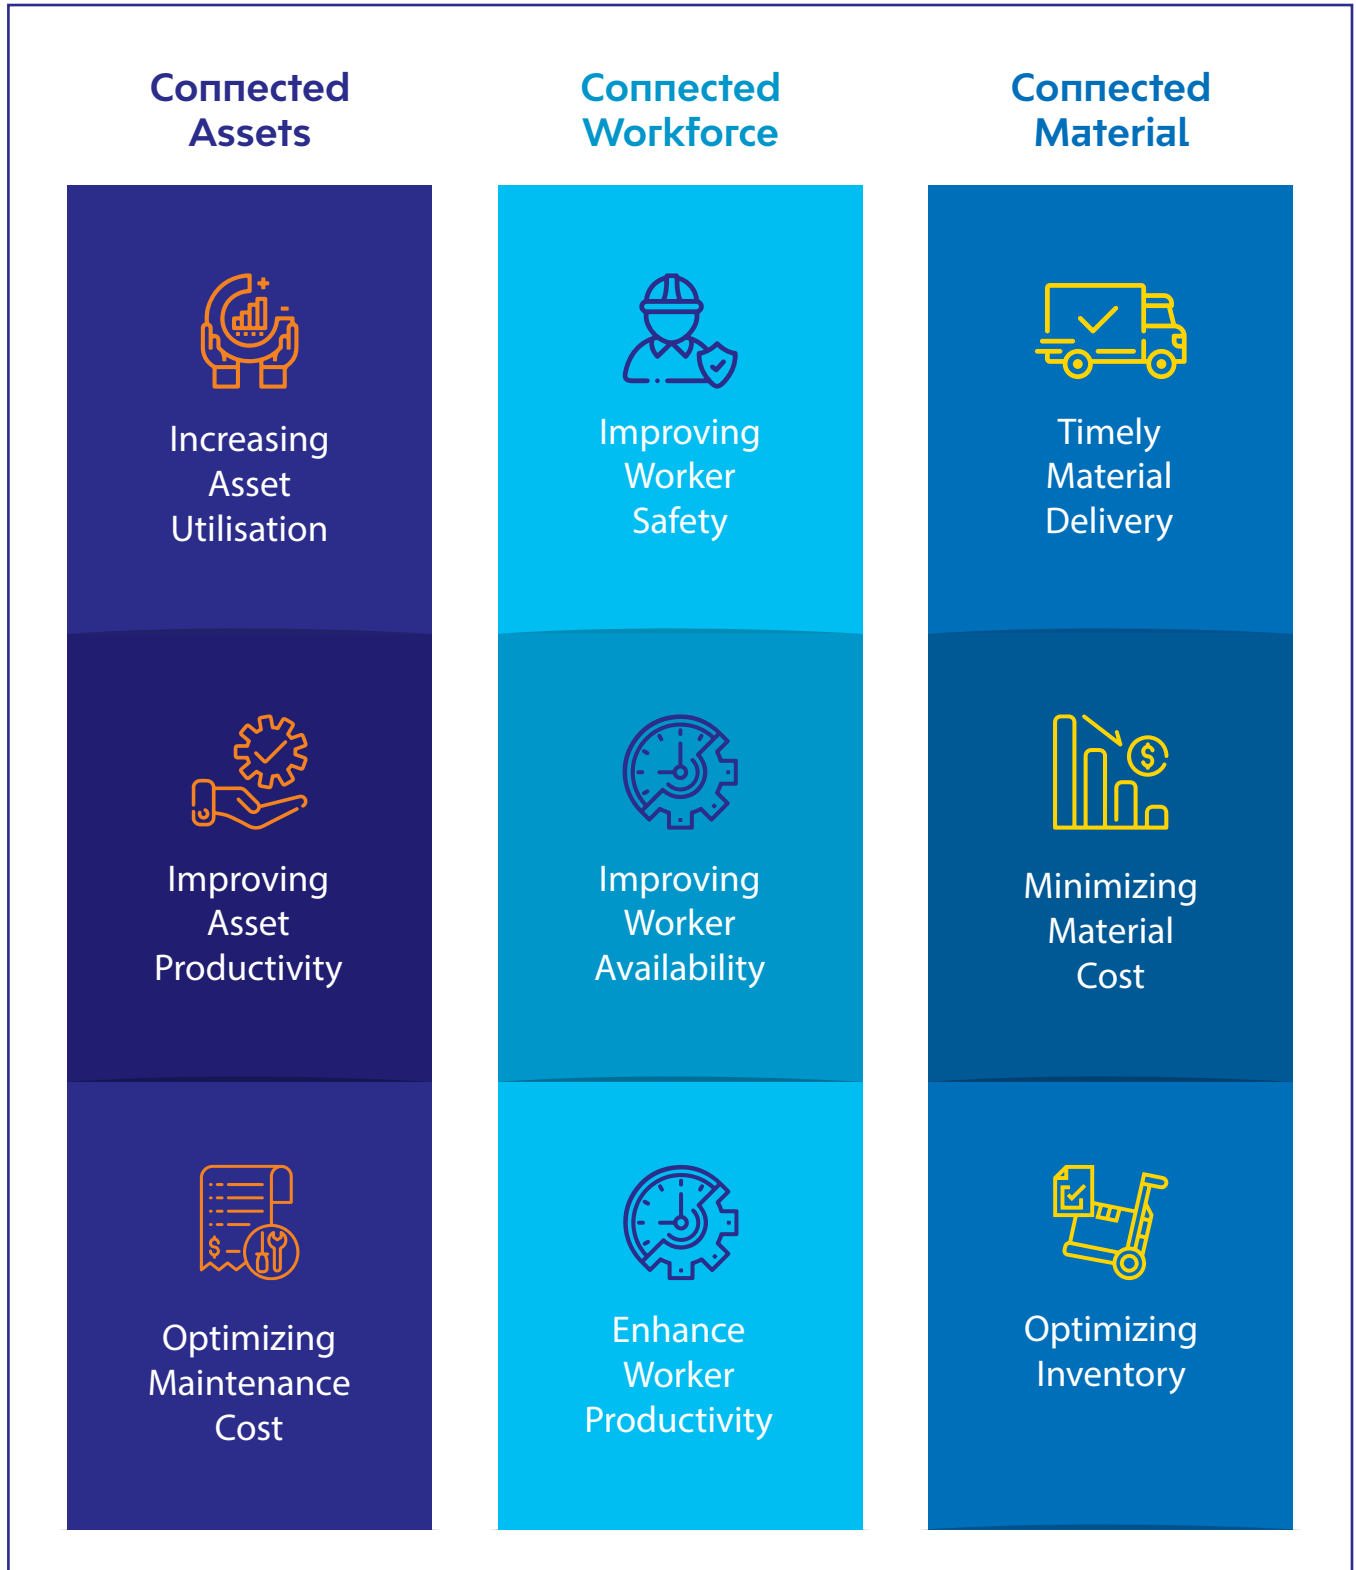 Connected
Assets
Increasing
Asset
Utilisation
Improving
Asset
Productivity
$
Optimizing
Maintenance
Cost
Connected
Workforce
Improving
Worker
Safety
Improving
Worker
Availability
Enhance
Worker
Productivity
Connected
Material
Timely
Material
Delivery
$
Minimizing
Material
Cost
Optimizing
Inventory